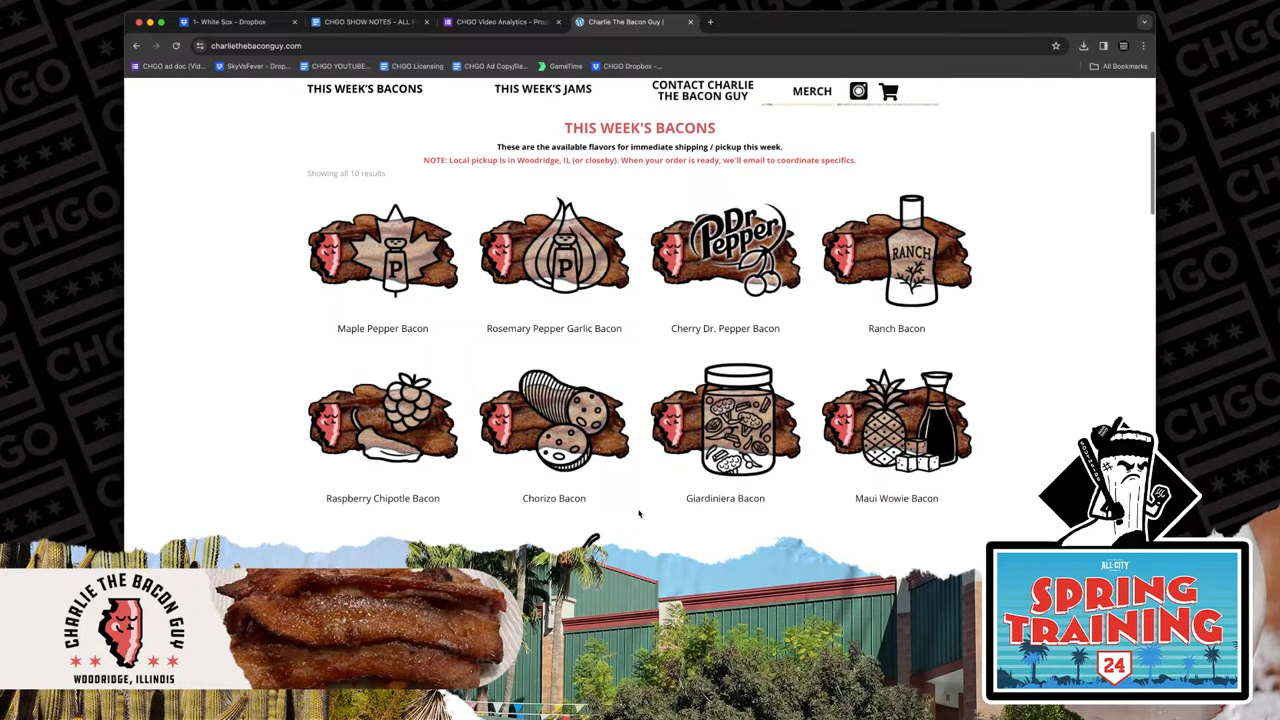 1- White Sox - Dropbox
CHGO SHOW NOTES - ALL F
CHGO Video Analytics - Prod
Charlie The Bacon Guy |
charliethebaconguy.com
CHGO ad doc (Vid...
SkyVsFever - Drop...
CHGO YOUTUBE...
CHGO Licensing
CHGO Ad Copy/Re...
GameTime
CHGO Dropbox -...
All Bookmarks
THIS WEEK'S BACONS
THIS WEEK'S JAMS
CONTACT CHARLIE
THE BACON GUY
MERCH
THIS WEEK'S BACONS
These are the available flavors for immediate shipping / pickup this week.
NOTE: Local pickup is in Woodridge, IL (or closeby). When your order is ready, we'll email to coordinate specifics.
Showing all 10 results
P
P
Dr
Pepper
RANCH
Maple Pepper Bacon
Rosemary Pepper Garlic Bacon
Cherry Dr. Pepper Bacon
Ranch Bacon
Raspberry Chipotle Bacon
Chorizo Bacon
Giardiniera Bacon
Maui Wowie Bacon
CHARLIE THE BACON GUY
WOODRIDGE, ILLINOIS
ALL CITY
SPRING
TRAINING
24
CHGO